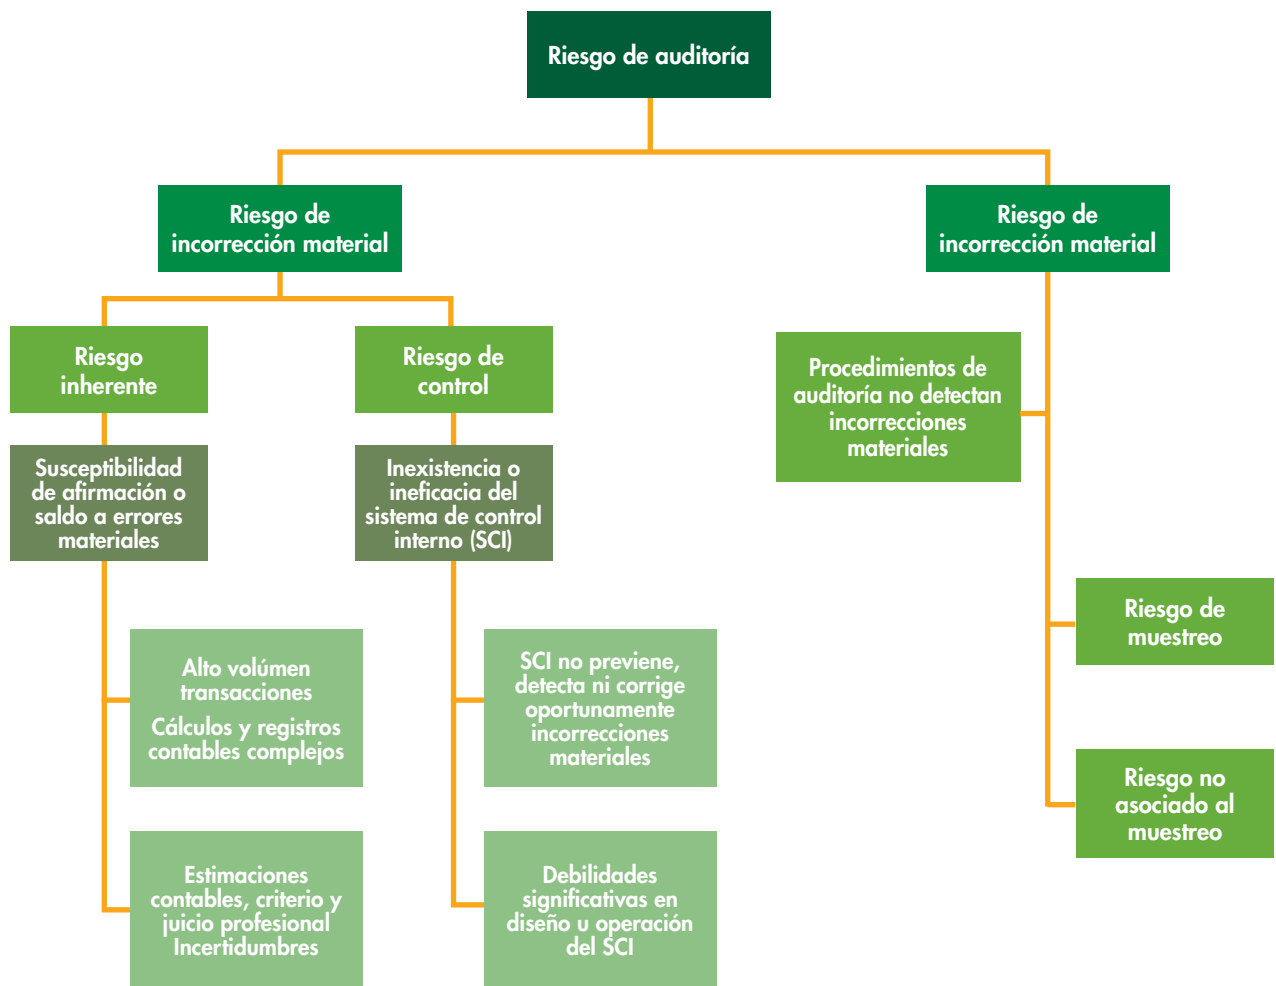 Riesgo de auditoría
Riesgo de
incorrección material
Riesgo de
incorrección material
Riesgo
inherente
Riesgo de
control
Procedimientos de
auditoría no detectan
incorrecciones
materiales
Susceptibilidad
de afirmación o
saldo a errores
materiales
Inexistencia o
ineficacia del
sistema de control
interno (SCI)
Riesgo de
muestreo
Alto volúmen
transacciones
Cálculos y registros
contables complejos
SCI no previene,
detecta ni corrige
oportunamente
incorrecciones
materiales
Riesgo no
asociado al
muestreo
Estimaciones
contables, criterio y
juicio profesional
Incertidumbres
Debilidades
significativas en
diseño u operación
del SCI